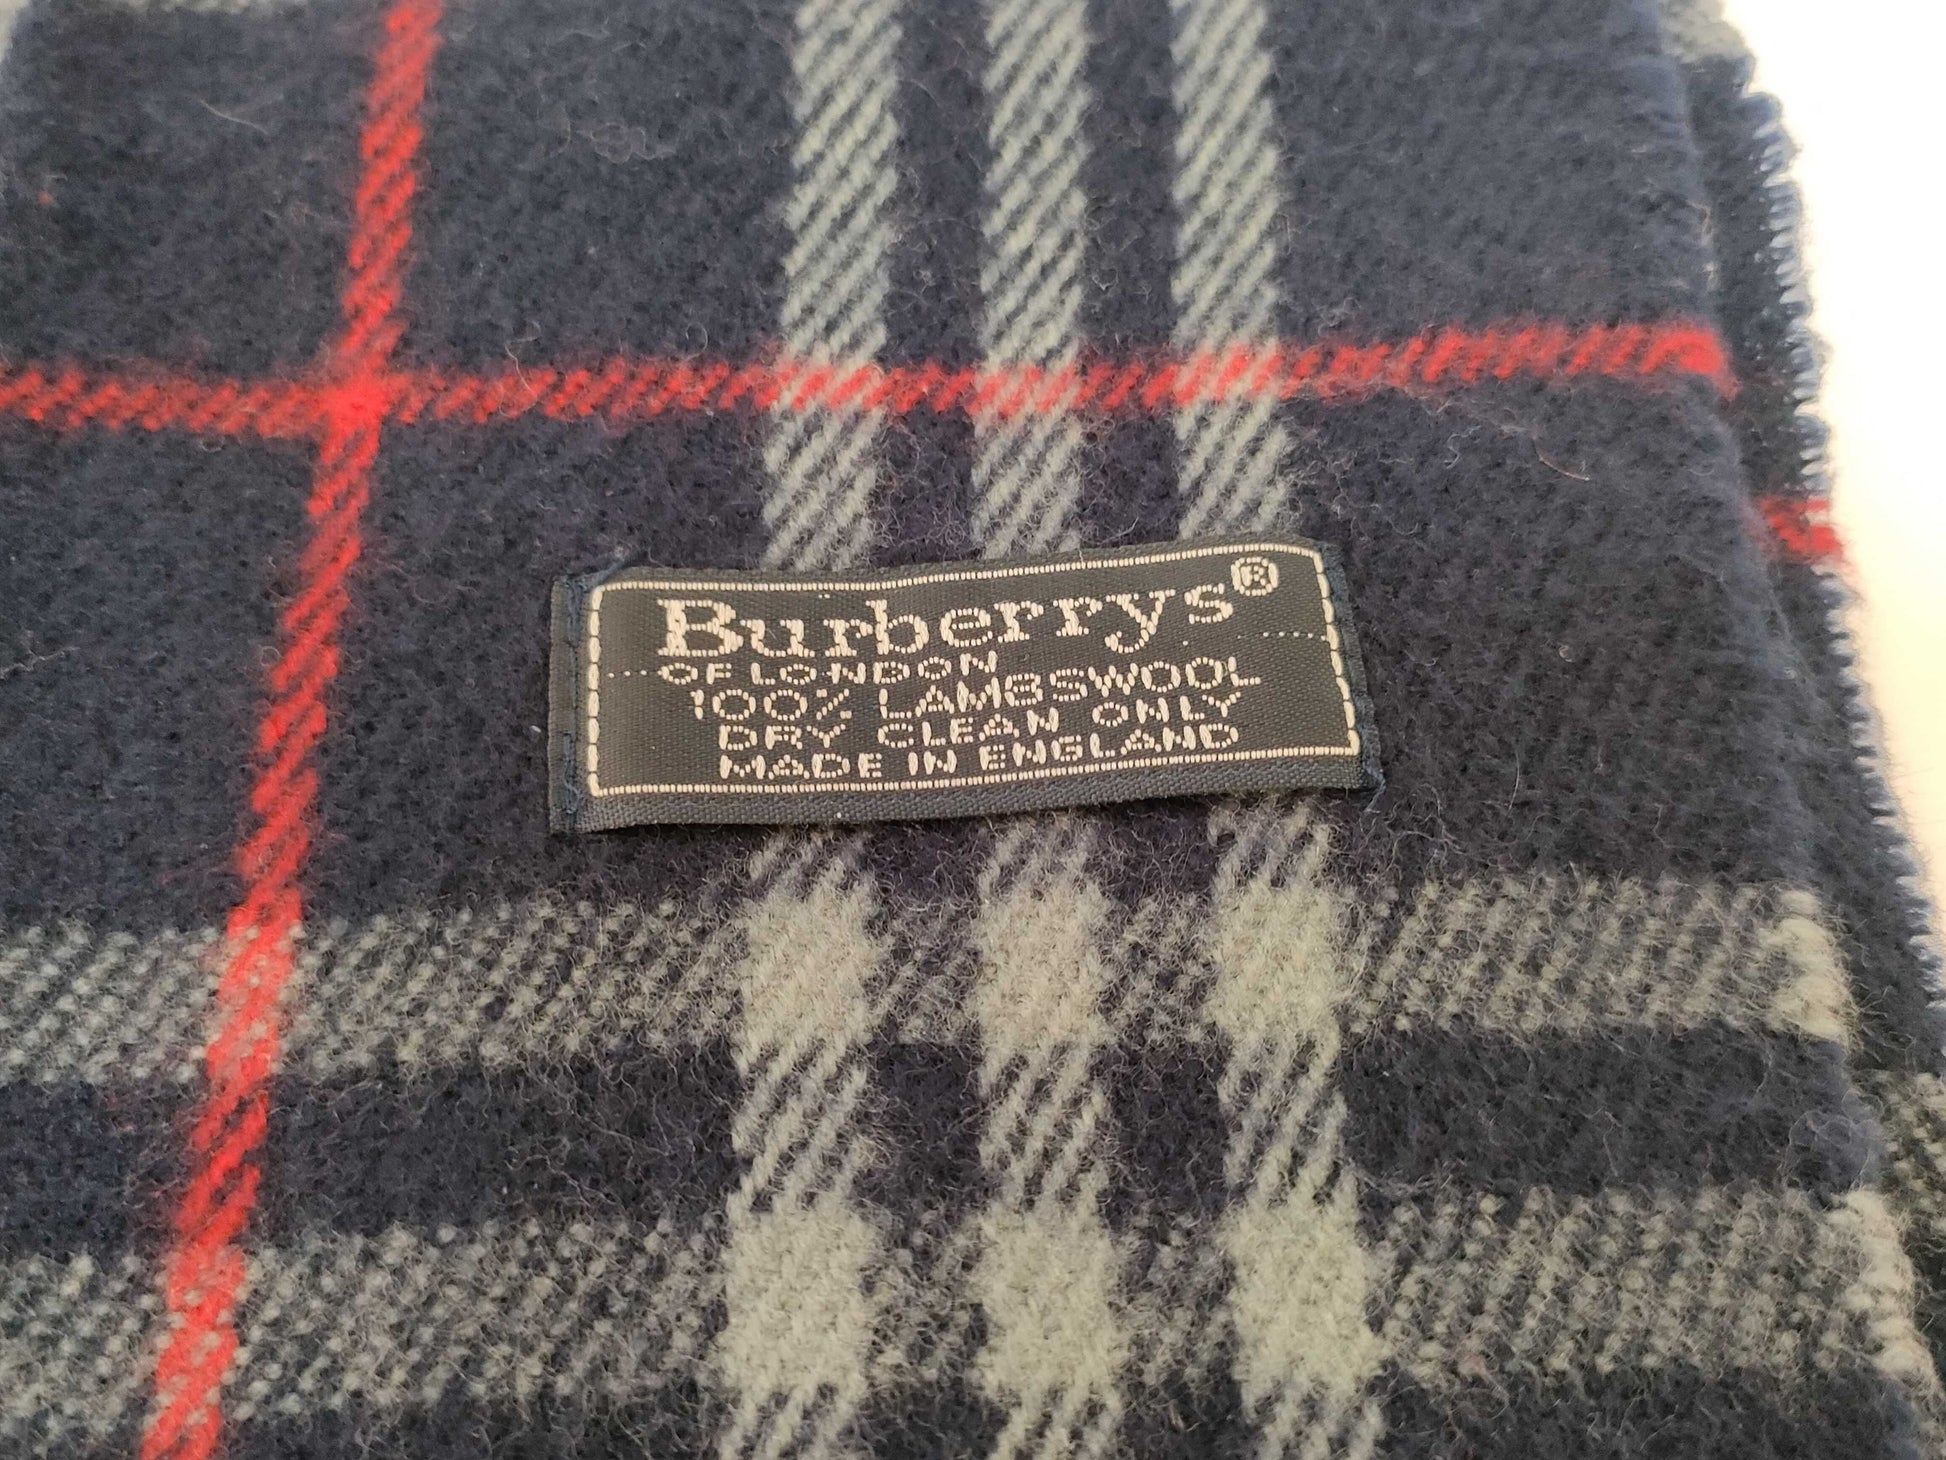 Burberrys®
OF LONDON
100% LAMBSWOOL
DRY CLEAN ONLY
MADE IN ENGLAND